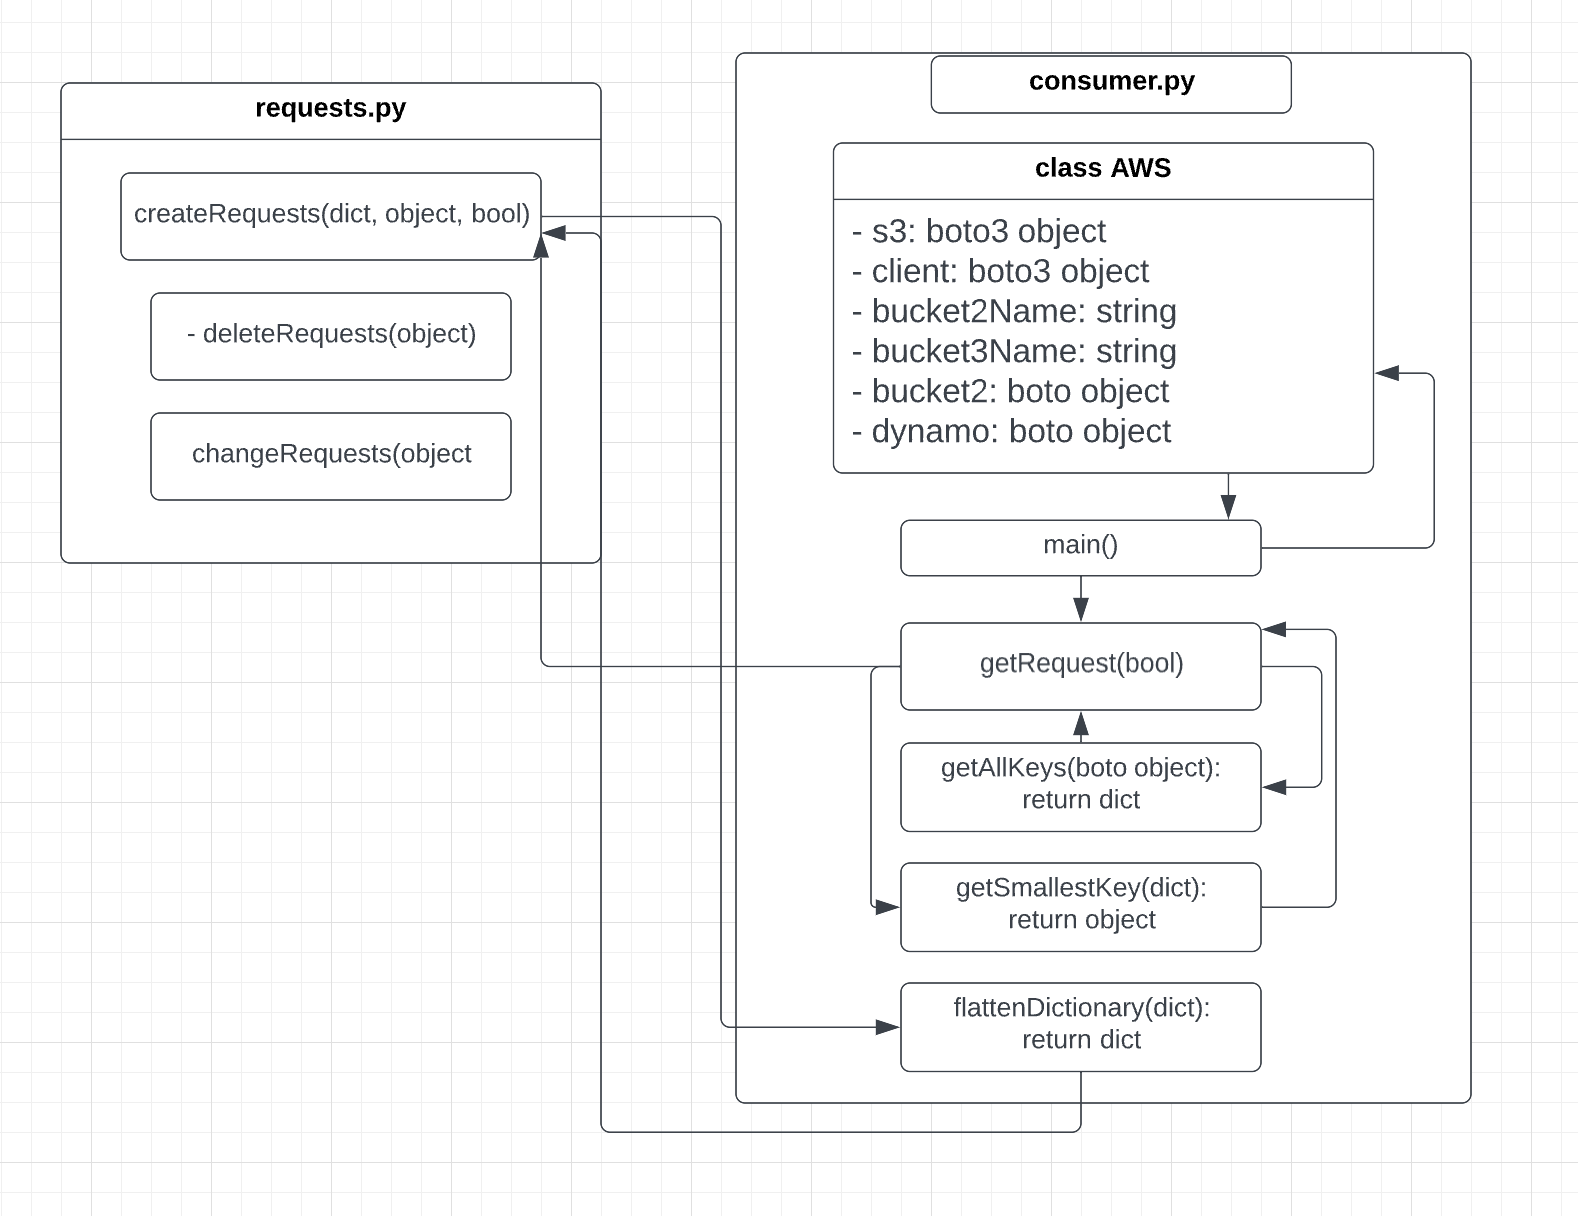 requests.py
createRequests(dict, object, bool)
- deleteRequests(object)
changeRequests(object
consumer.py
class AWS
- s3: boto3 object
- client: boto3 object
- bucket2Name: string
- bucket3Name: string
- bucket2: boto object
- dynamo: boto object
main()
getRequest(bool)
getAllKeys(boto object):
return dict
getSmallestKey(dict):
return object
flattenDictionary(dict):
return dict